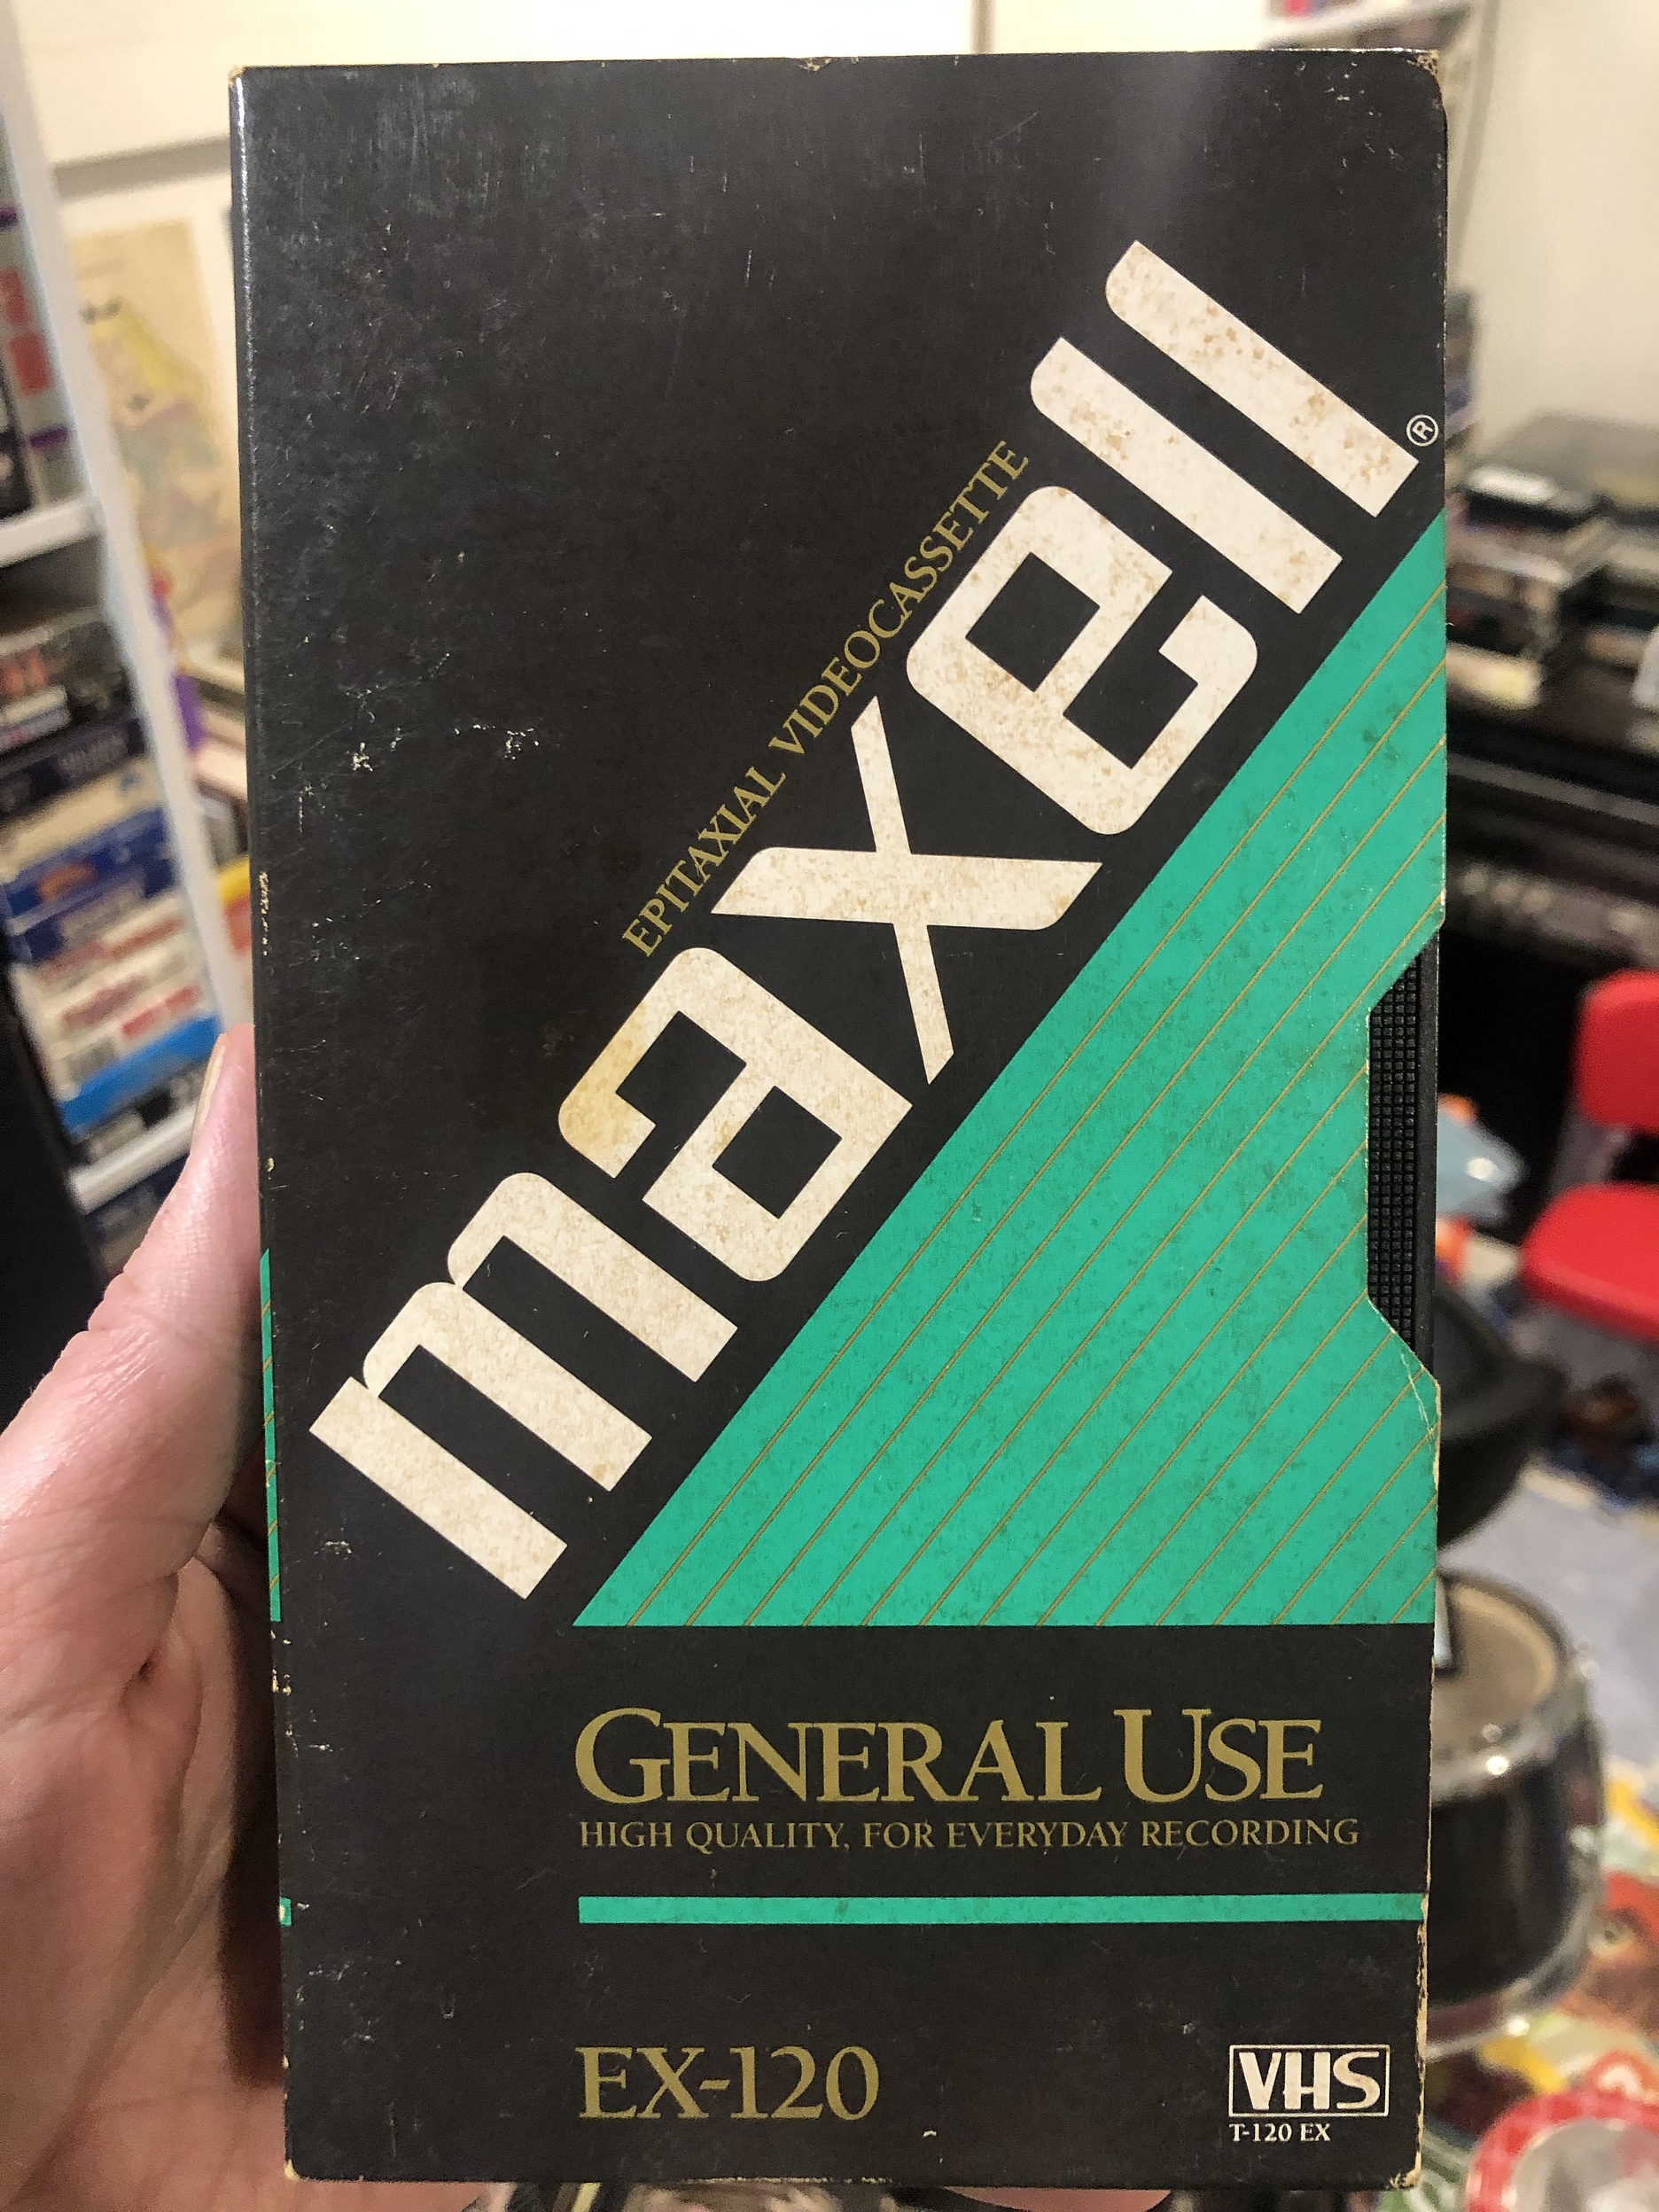 EPITAXIAL VIDEOCASSETTE
maxell®
GENERAL USE
HIGH QUALITY, FOR EVERYDAY RECORDING
EX-120
VHS
T-120 EX